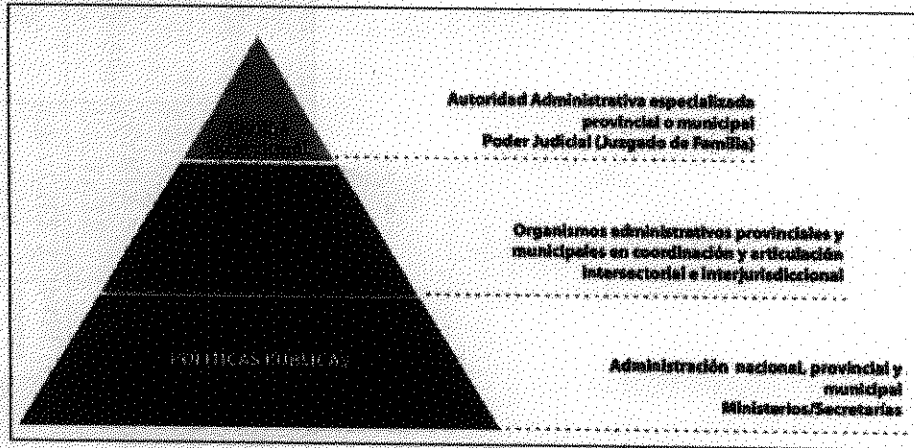 Autoridad Administrativa especializada
provincial o municipal
Poder Judicial (Juzgado de Familia)
Organismos administrativos provinciales y
municipales en coordinación y articulación
intersectorial e interjurisdiccional
POLÍTICAS PÚBLICAS
Administración nacional, provincial y
municipal
Ministerios/Secretarías